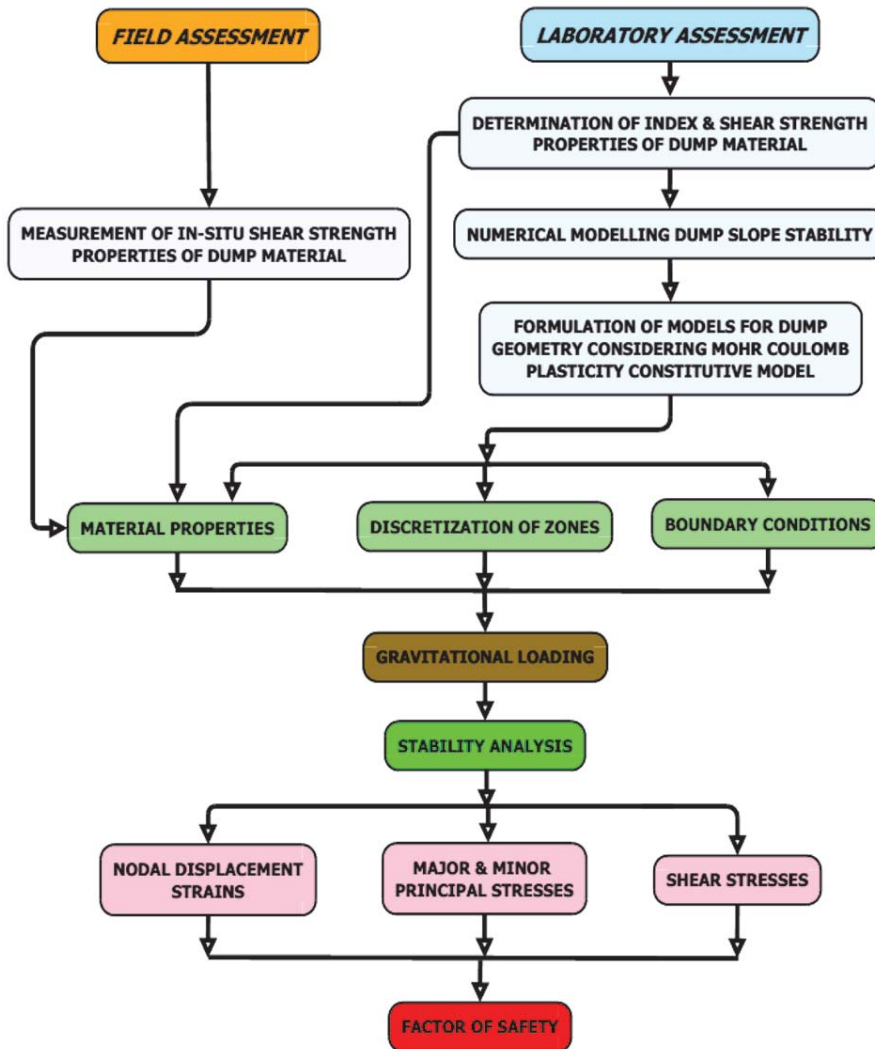 FIELD ASSESSMENT
LABORATORY ASSESSMENT
DETERMINATION OF INDEX & SHEAR STRENGTH
PROPERTIES OF DUMP MATERIAL
MEASUREMENT OF IN-SITU SHEAR STRENGTH
PROPERTIES OF DUMP MATERIAL
NUMERICAL MODELLING DUMP SLOPE STABILITY
FORMULATION OF MODELS FOR DUMP
GEOMETRY CONSIDERING MOHR COULOMB
PLASTICITY CONSTITUTIVE MODEL
MATERIAL PROPERTIES
DISCRETIZATION OF ZONES
BOUNDARY CONDITIONS
GRAVITATIONAL LOADING
STABILITY ANALYSIS
NODAL DISPLACEMENT
STRAINS
MAJOR & MINOR
PRINCIPAL STRESSES
SHEAR STRESSES
FACTOR OF SAFETY